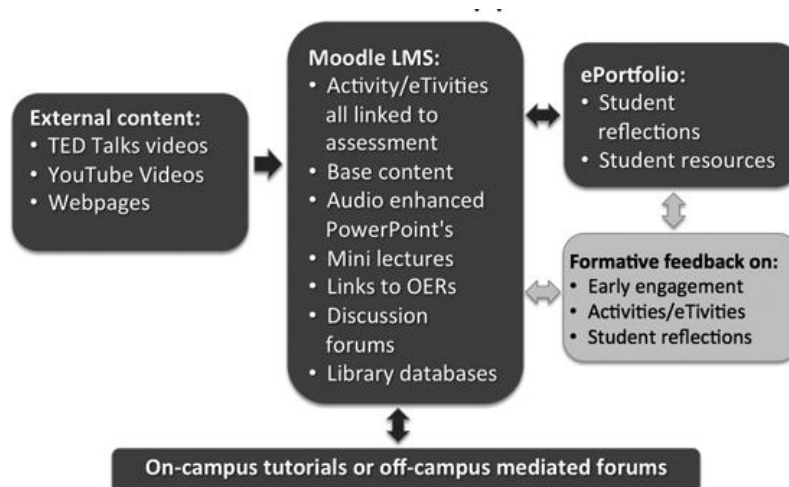 External content:
• TED Talks videos
• YouTube Videos
• Webpages
Moodle LMS:
• Activity/eTivities
all linked to
assessment
• Base content
• Audio enhanced
PowerPoint's
• Mini lectures
• Links to OERs
• Discussion
forums
• Library databases
ePortfolio:
• Student
reflections
• Student resources
Formative feedback on:
• Early engagement
• Activities/eTivities
• Student reflections
On-campus tutorials or off-campus mediated forums